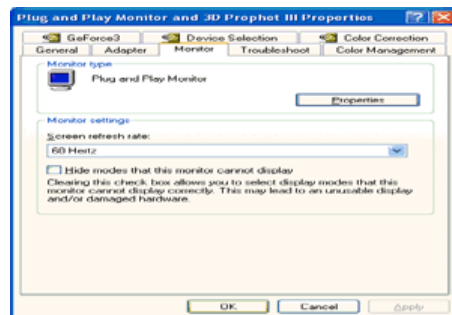 Plug and Play Monitor and 3D Prophet III Properties
GeForce3 Device Selection Color Correction
General Adapter Monitor Troubleshoot Color Management
Monitor type
Plug and Play Monitor
Properties
Monitor settings
Screen refresh rate:
60 Hertz
Hide modes that this monitor cannot display
Clearing this check box allows you to select display modes that this
monitor cannot display correctly. This may lead to an unusable display
and/or damaged hardware.
OK Cancel Apply